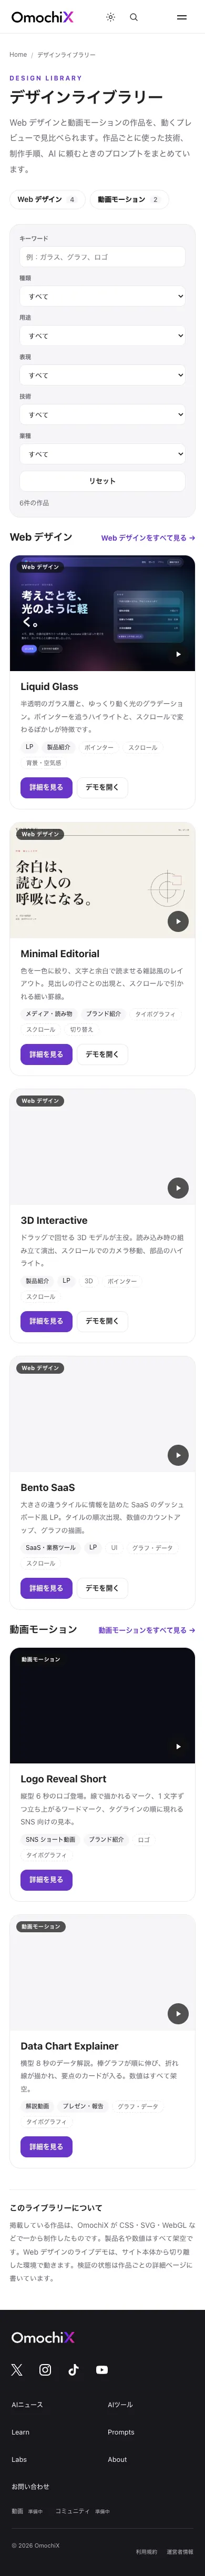 OmochiX
Home / デザインライブラリー
DESIGN LIBRARY
デザインライブラリー
Web デザインと動画モーションの作品を、動くプレ
ビューで見比べられます。作品ごとに使った技術、
制作手順、AI に頼むときのプロンプトをまとめてい
ます。
Web デザイン 4
動画モーション 2
キーワード
例：ガラス、グラフ、ロゴ
種類
すべて
用途
すべて
表現
すべて
技術
すべて
業種
すべて
リセット
6件の作品
Web デザイン
Web デザインをすべて見る →
Web デザイン
考えごとを、
光のように軽
く。
Liquid Glass
半透明のガラス層と、ゆっくり動く光のグラデーショ
ン。ポインターを追うハイライトと、スクロールで変
わるぼかしが特徴です。
LP 製品紹介 ポインター スクロール
背景・空気感
詳細を見る
デモを開く
Web デザイン
余白は、
読む人の
呼吸になる。
Minimal Editorial
色を一色に絞り、文字と余白で読ませる雑誌風のレイ
アウト。見出しの行ごとの出現と、スクロールで引か
れる細い罫線。
メディア・読み物 ブランド紹介 タイポグラフィ
スクロール 切り替え
詳細を見る
デモを開く
Web デザイン
3D Interactive
ドラッグで回せる 3D モデルが主役。読み込み時の組
み立て演出、スクロールでのカメラ移動、部品のハイ
ライト。
製品紹介 LP 3D ポインター
スクロール
詳細を見る
デモを開く
Web デザイン
Bento SaaS
大きさの違うタイルに情報を詰めた SaaS のダッシュ
ボード風 LP。タイルの順次出現、数値のカウントア
ップ、グラフの描画。
SaaS・業務ツール LP UI グラフ・データ
スクロール
詳細を見る
デモを開く
動画モーション
動画モーションをすべて見る →
動画モーション
Logo Reveal Short
縦型 6 秒のロゴ登場。線で描かれるマーク、1 文字ず
つ立ち上がるワードマーク、タグラインの順に現れる
SNS 向けの見本。
SNS ショート動画 ブランド紹介 ロゴ
タイポグラフィ
詳細を見る
動画モーション
Data Chart Explainer
横型 8 秒のデータ解説。棒グラフが順に伸び、折れ
線が描かれ、要点のカードが入る。数値はすべて架
空。
解説動画 プレゼン・報告 グラフ・データ
タイポグラフィ
詳細を見る
このライブラリーについて
掲載している作品は、OmochiX が CSS・SVG・WebGL な
どで一から制作したものです。製品名や数値はすべて架空で
す。Web デザインのライブデモは、サイト本体から切り離
した環境で動きます。検証の状態は作品ごとの詳細ページに
書いています。
OmochiX
AIニュース
AIツール
Learn
Prompts
Labs
About
お問い合わせ
動画 準備中 コミュニティ 準備中
© 2026 OmochiX
利用規約 運営者情報